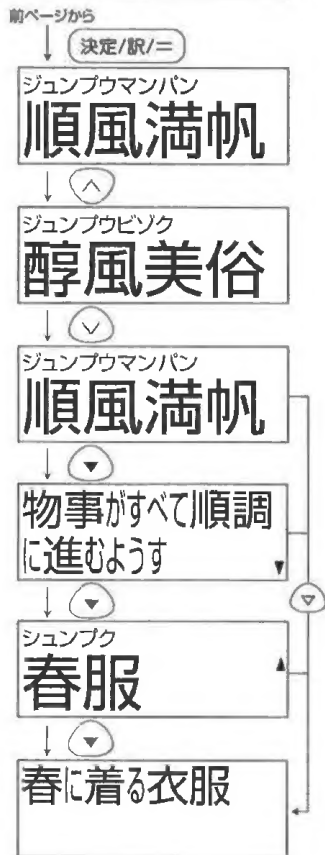 前ページから
決定/訳/＝
ジュンプウマンパン
順風満帆
ジュンプウビゾク
醇風美俗
ジュンプウマンパン
順風満帆
物事がすべて順調
に進むようす
シュンプク
春服
春に着る衣服